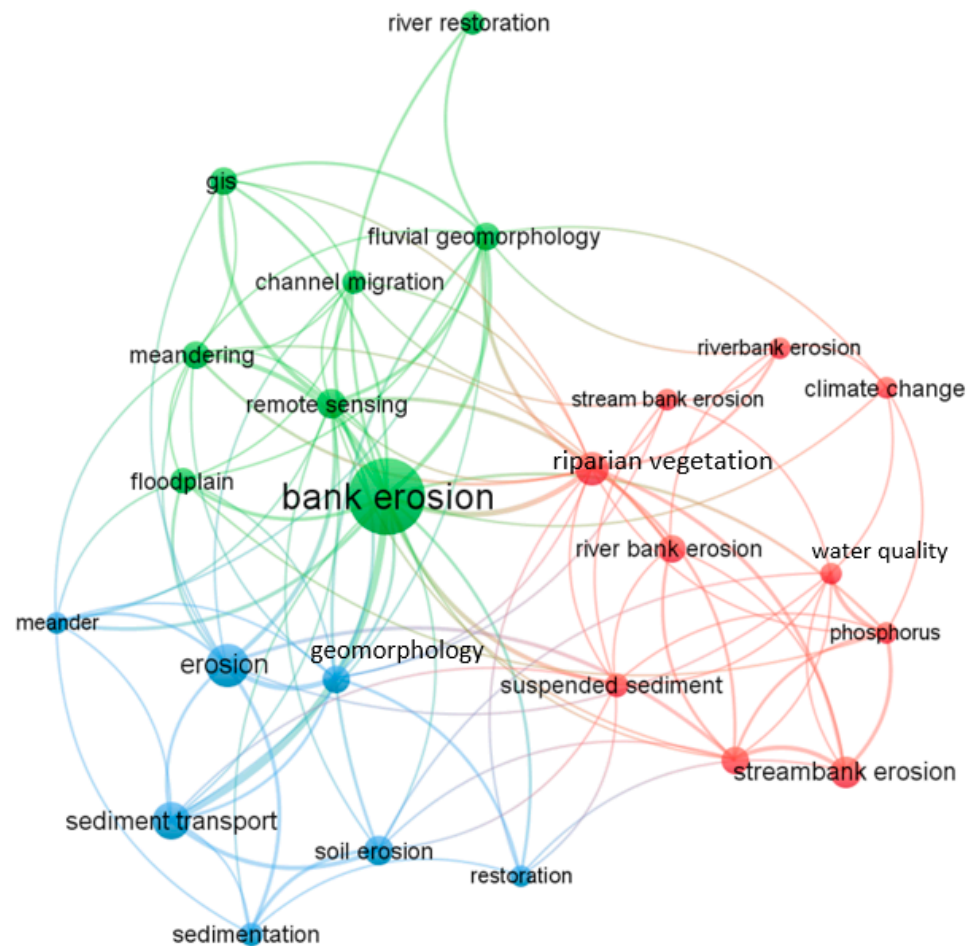 river restoration
gis
fluvial geomorphology
channel migration
meandering
riverbank erosion
climate change
remote sensing
stream bank erosion
riparian vegetation
floodplain
bank erosion
river bank erosion
water quality
meander
phosphorus
geomorphology
erosion
suspended sediment
streambank erosion
sediment transport
soil erosion
restoration
sedimentation